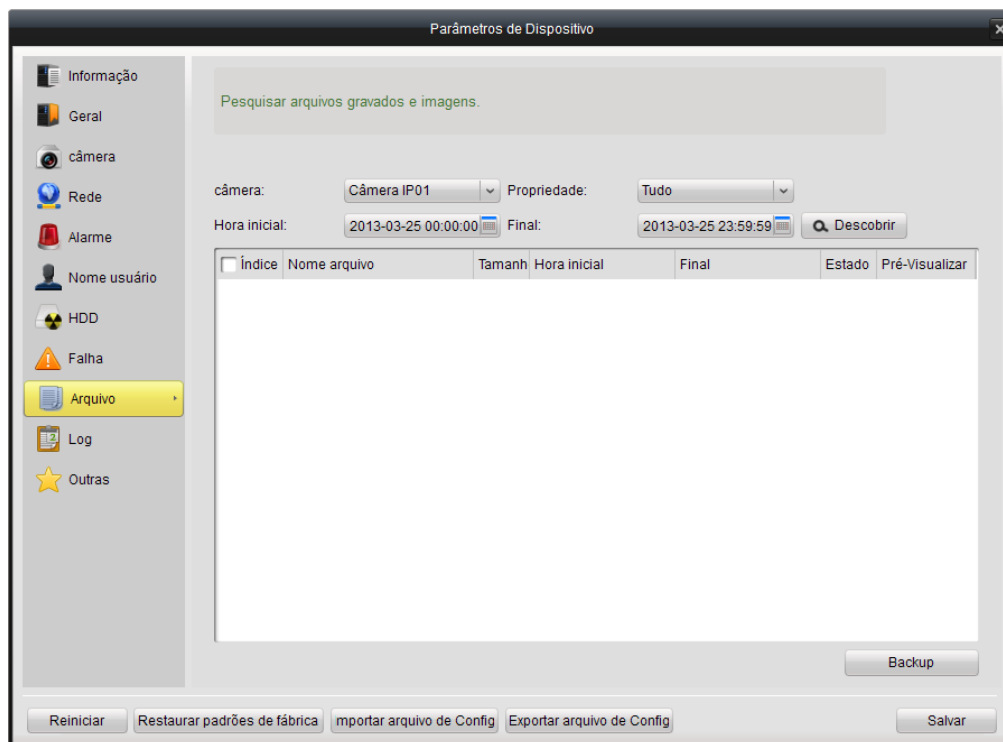 Parâmetros de Dispositivo
Informação
Geral
câmera
Rede
Alarme
Nome usuário
HDD
Falha
Arquivo
Log
Outras
Pesquisar arquivos gravados e imagens.
câmera: Câmera IP01 Propriedade: Tudo
Hora inicial: 2013-03-25 00:00:00 Final: 2013-03-25 23:59:59 Descobrir
Índice Nome arquivo Tamanh Hora inicial Final Estado Pré-Visualizar
Backup
Reiniciar Restaurar padrões de fábrica mportar arquivo de Config Exportar arquivo de Config Salvar